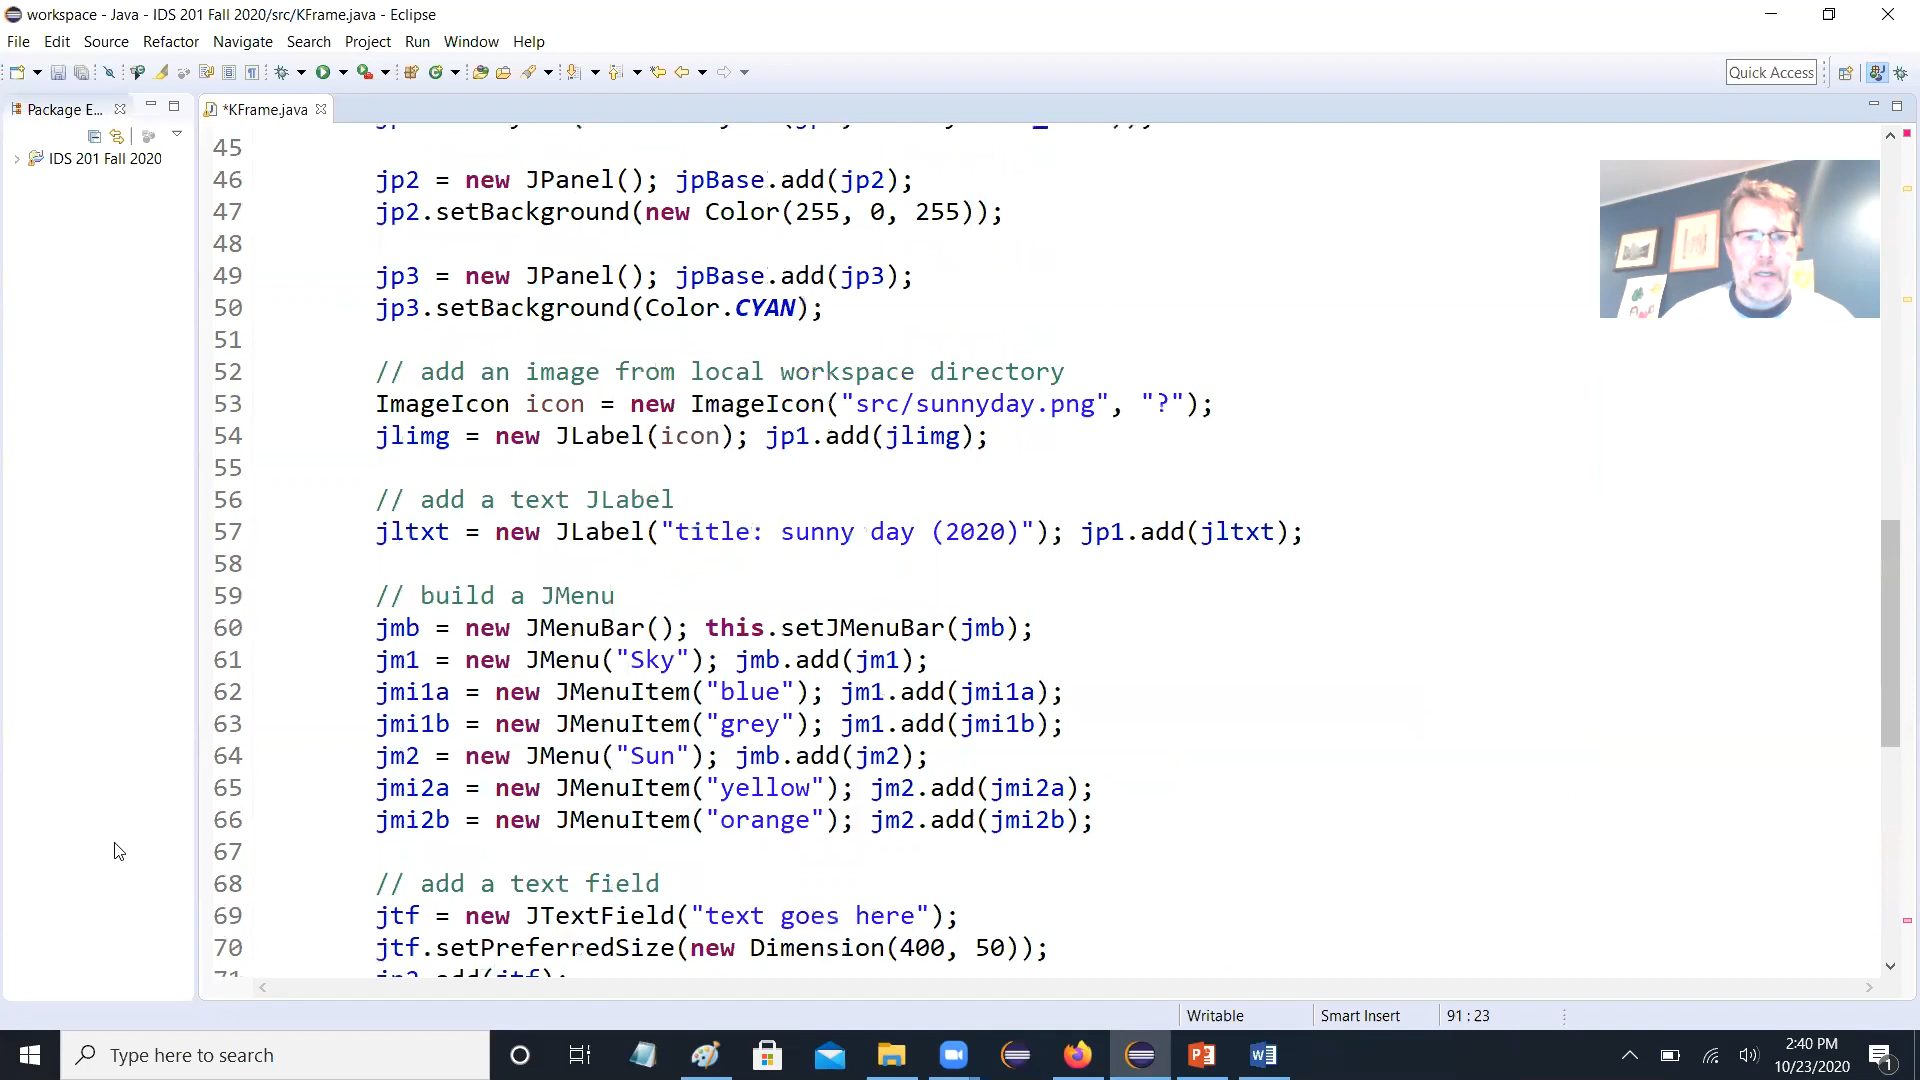 workspace - Java - IDS 201 Fall 2020/src/KFrame.java - Eclipse
File Edit Source Refactor Navigate Search Project Run Window Help
Quick Access
Package E...
*KFrame.java
IDS 201 Fall 2020
45
46 jp2 = new JPanel(); jpBase.add(jp2);
47 jp2.setBackground(new Color(255, 0, 255));
48
49 jp3 = new JPanel(); jpBase.add(jp3);
50 jp3.setBackground(Color.CYAN);
51
52 // add an image from local workspace directory
53 ImageIcon icon = new ImageIcon("src/sunnyday.png", "?");
54 jlimg = new JLabel(icon); jp1.add(jlimg);
55
56 // add a text JLabel
57 jltxt = new JLabel("title: sunny day (2020)"); jp1.add(jltxt);
58
59 // build a JMenu
60 jmb = new JMenuBar(); this.setJMenuBar(jmb);
61 jm1 = new JMenu("Sky"); jmb.add(jm1);
62 jmi1a = new JMenuItem("blue"); jm1.add(jmi1a);
63 jmi1b = new JMenuItem("grey"); jm1.add(jmi1b);
64 jm2 = new JMenu("Sun"); jmb.add(jm2);
65 jmi2a = new JMenuItem("yellow"); jm2.add(jmi2a);
66 jmi2b = new JMenuItem("orange"); jm2.add(jmi2b);
67
68 // add a text field
69 jtf = new JTextField("text goes here");
70 jtf.setPreferredSize(new Dimension(400, 50));
Writable Smart Insert 91 : 23
Type here to search
2:40 PM
10/23/2020
1